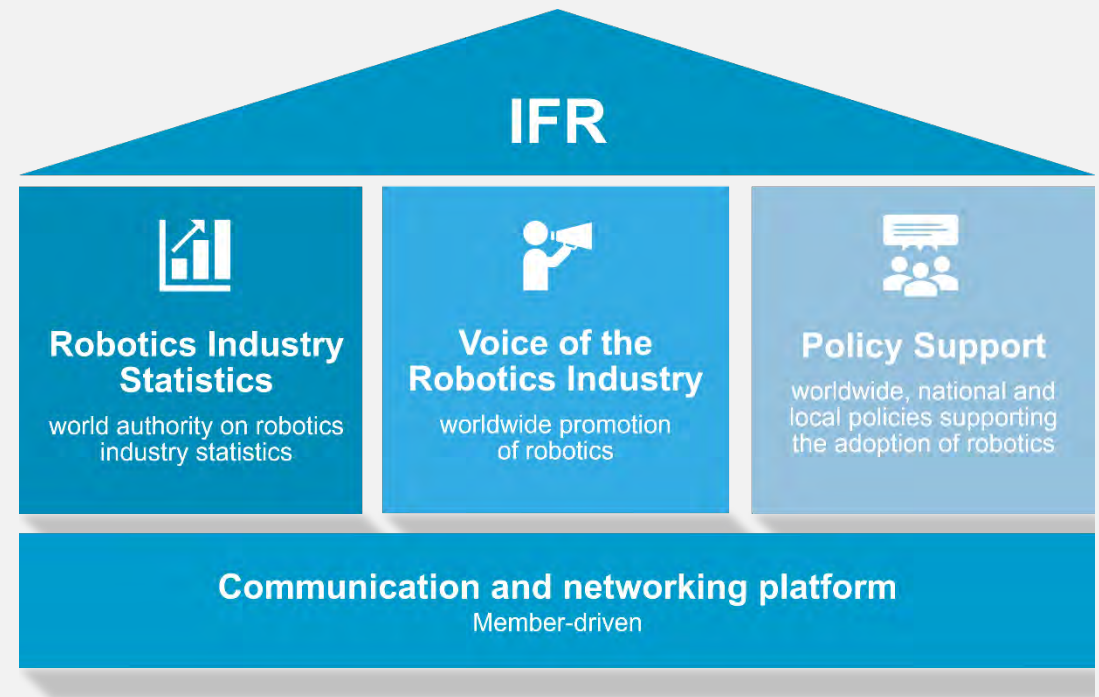 IFR
Robotics Industry
Statistics
world authority on robotics
industry statistics
Voice of the
Robotics Industry
worldwide promotion
of robotics
Policy Support
worldwide, national and
local policies supporting
the adoption of robotics
Communication and networking platform
Member-driven